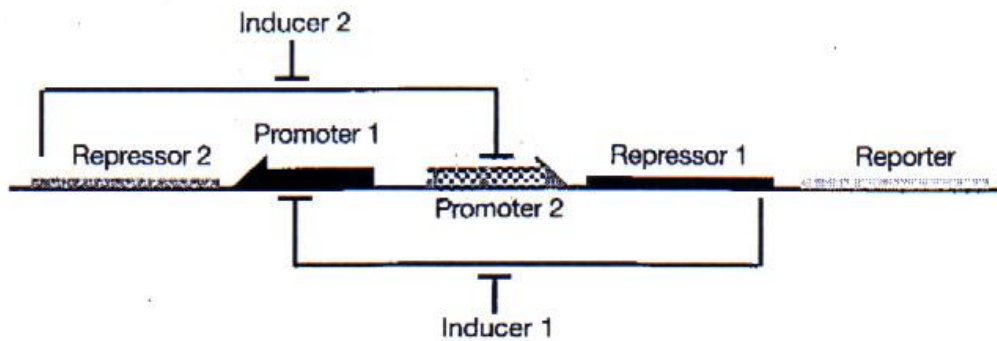 Inducer 2
Promoter 1
Repressor 2
Repressor 1
Reporter
Promoter 2
Inducer 1